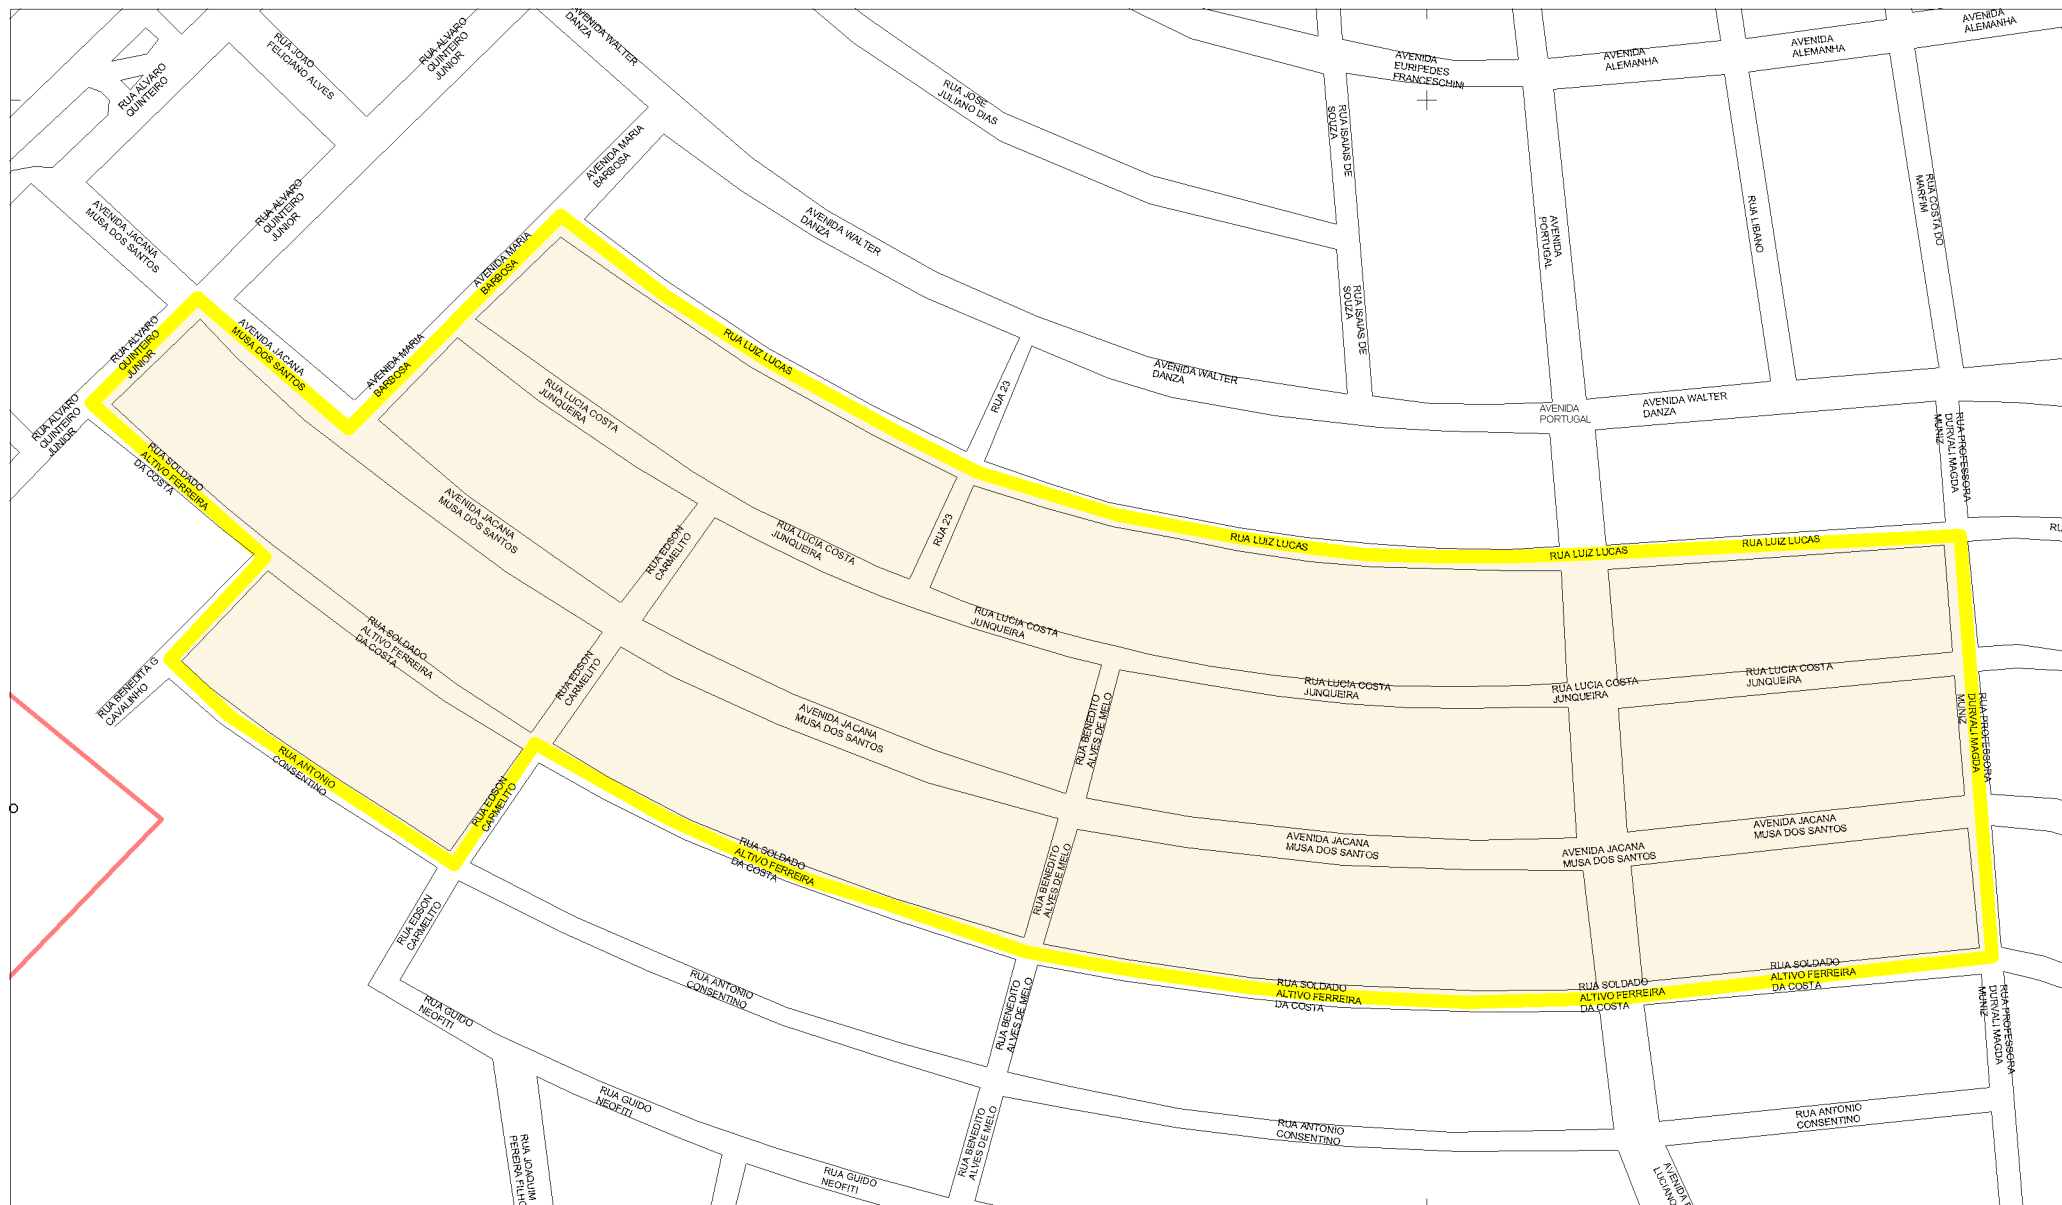 RUA JOAO
FELICIANO ALVES
RUA ALVARO
QUINTEIRO
JUNIOR
AVENIDA WALTER
DANZA
AVENIDA
ALEMANHA
AVENIDA
ALEMANHA
AVENIDA
ALEMANHA
AVENIDA
EURIPEDES
FRANCESCHINI
RUA ALVARO
QUINTEIRO
RUA JOSE
JULIANO DIAS
RUA ISAIAIS DE
SOUZA
AVENIDA MARIA
BARBOSA
AVENIDA JACANA
MUSA DOS SANTOS
RUA ALVARO
QUINTEIRO
JUNIOR
AVENIDA WALTER
DANZA
AVENIDA
PORTUGAL
RUA LIBANO
RUA COSTA DO
MARFIM
AVENIDA MARIA
BARBOSA
RUA ISAIAS DE
SOUZA
RUA ALVARO
QUINTEIRO
JUNIOR
AVENIDA JACANA
MUSA DOS SANTOS
AVENIDA MARIA
BARBOSA
RUA LUIZ LUCAS
RUA 23
AVENIDA WALTER
DANZA
AVENIDA
PORTUGAL
AVENIDA WALTER
DANZA
RUA ALVARO
QUINTEIRO
JUNIOR
RUA LUCIA COSTA
JUNQUEIRA
RUA PROFESSORA
DURVALI MAGDA
MUNIZ
RUA SOLDADO
ALTIVO FERREIRA
DA COSTA
AVENIDA JACANA
MUSA DOS SANTOS
RUA EDSON
CARMELITO
RUA LUCIA COSTA
JUNQUEIRA
RUA 23
RUA LUIZ LUCAS
RUA LUIZ LUCAS
RUA LUIZ LUCAS
RU
RUA SOLDADO
ALTIVO FERREIRA
DA COSTA
RUA EDSON
CARMELITO
RUA LUCIA COSTA
JUNQUEIRA
RUA LUCIA COSTA
JUNQUEIRA
RUA LUCIA COSTA
JUNQUEIRA
RUA LUCIA COSTA
JUNQUEIRA
RUA BENEDITA G
CAVALINHO
AVENIDA JACANA
MUSA DOS SANTOS
RUA BENEDITO
ALVES DE MELO
RUA PROFESSORA
DURVALI MAGDA
MUNIZ
RUA ANTONIO
CONSENTINO
RUA EDSON
CARMELITO
O
RUA SOLDADO
ALTIVO FERREIRA
DA COSTA
RUA BENEDITO
ALVES DE MELO
AVENIDA JACANA
MUSA DOS SANTOS
AVENIDA JACANA
MUSA DOS SANTOS
AVENIDA JACANA
MUSA DOS SANTOS
RUA EDSON
CARMELITO
RUA ANTONIO
CONSENTINO
RUA BENEDITO
ALVES DE MELO
RUA SOLDADO
ALTIVO FERREIRA
DA COSTA
RUA SOLDADO
ALTIVO FERREIRA
DA COSTA
RUA SOLDADO
ALTIVO FERREIRA
DA COSTA
RUA PROFESSORA
DURVALI MAGDA
MUNIZ
RUA GUIDO
NEOFITI
RUA GUIDO
NEOFITI
RUA BENEDITO
ALVES DE MELO
RUA ANTONIO
CONSENTINO
RUA ANTONIO
CONSENTINO
RUA JOAQUIM
PEREIRA FILHO
RUA GUIDO
NEOFITI
AVENIDA
LUCIANO